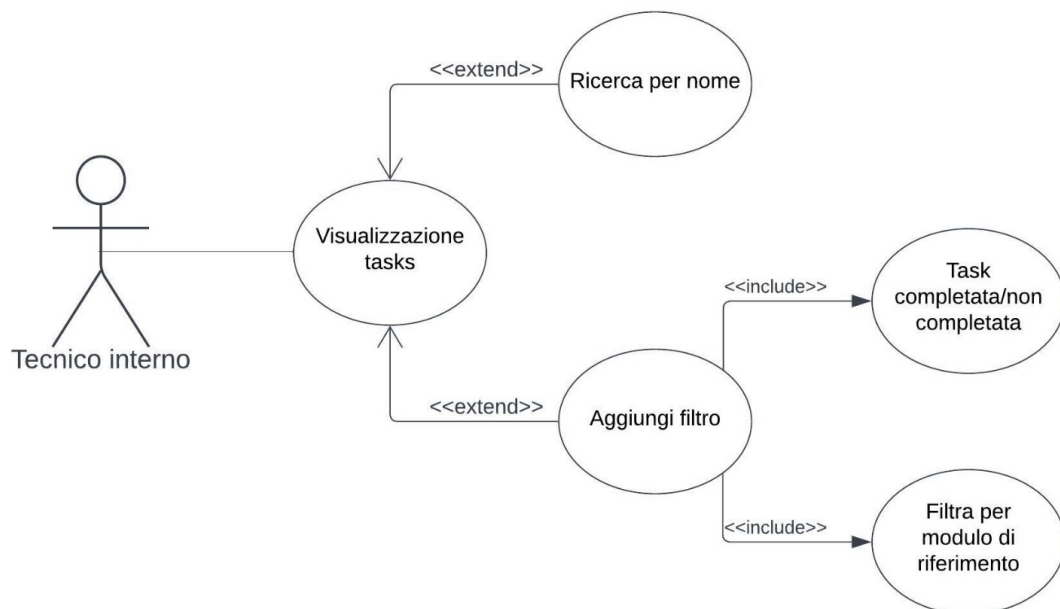 <<extend>>
Ricerca per nome
Visualizzazione
tasks
Tecnico interno
<<include>>
Task
completata/non
completata
<<extend>>
Aggiungi filtro
<<include>>
Filtra per
modulo di
riferimento